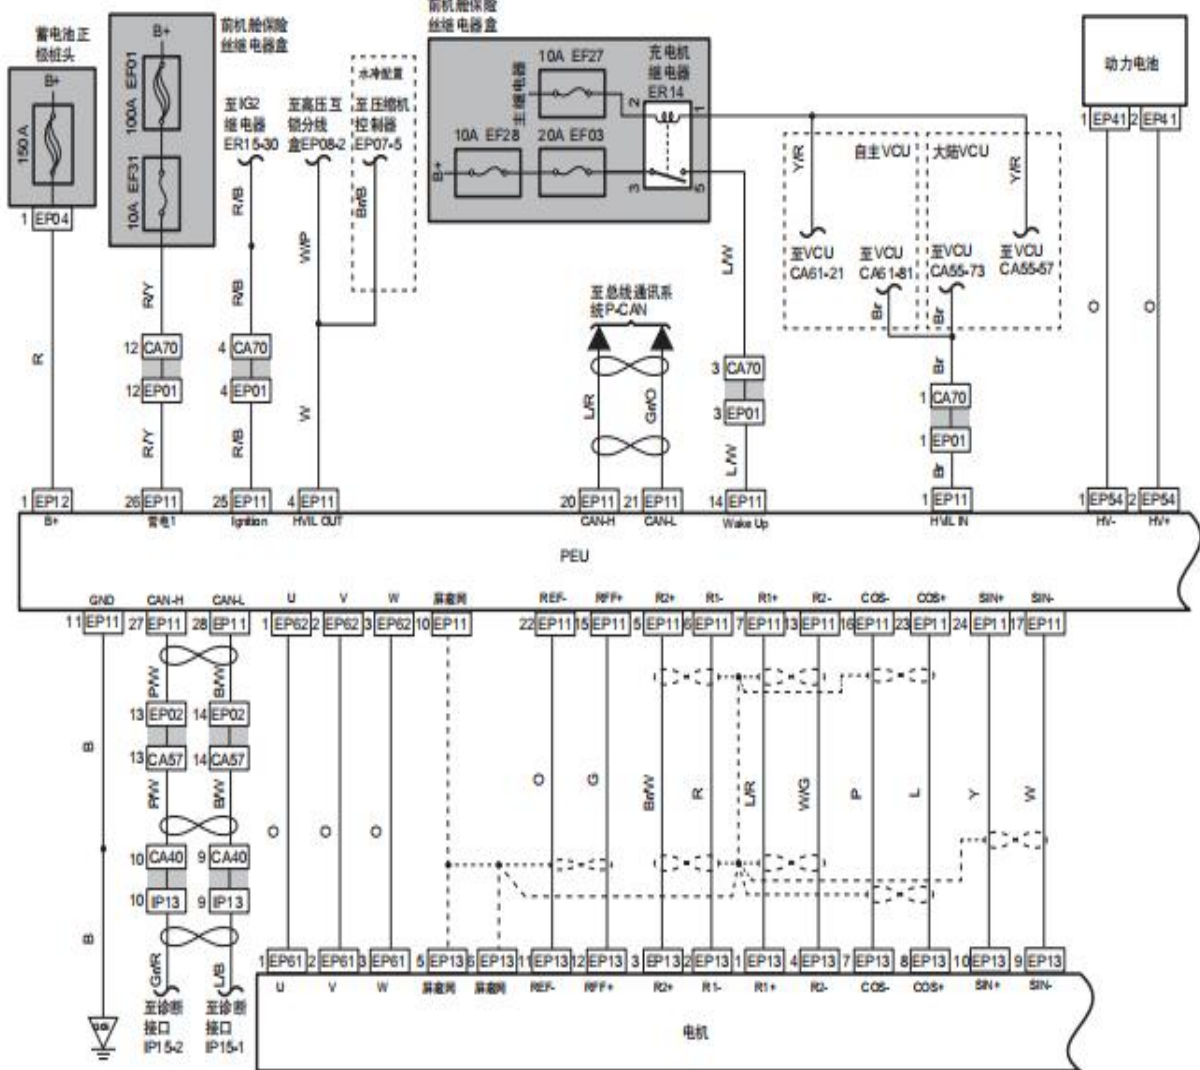 前机舱保险
丝继电器盒
蓄电池正
极桩头
B+
150A
1 EP04
B+
100A EF01
10A EF31
前机舱保险
丝继电器盒
至IG2
继电器
ER15-30
至高压互
锁分线
盒EP08-2
水冷配置
至压缩机
控制器
EP07-5
主继电器
10A EF27
充电机
继电器
ER14
10A EF28
20A EF03
B+
2
1
3
5
自主VCU
大陆VCU
Y/R
Y/R
至VCU
CA61-21
至VCU
CA61-81
至VCU
CA55-73
至VCU
CA55-57
动力电池
1 EP41 2 EP41
R/B
W/P
Br/B
L/W
Br
Br
R/Y
R/B
至总线通讯系
统P-CAN
O
O
R
12 CA70
4 CA70
3 CA70
Br
1 CA70
12 EP01
4 EP01
3 EP01
1 EP01
L/R
Gr/O
R/Y
R/B
W
L/W
Br
1 EP12
26 EP11
25 EP11
4 EP11
20 EP11
21 EP11
14 EP11
1 EP11
1 EP54
2 EP54
B+
蓄电1
Ignition
HVIL OUT
CAN-H
CAN-L
Wake Up
HVIL IN
HV-
HV+
PEU
GND
CAN-H
CAN-L
U
V
W
屏蔽网
REF-
RFF+
R2+
R1-
R1+
R2-
COS-
COS+
SIN+
SIN-
11 EP11
27 EP11
28 EP11
1 EP62
2 EP62
3 EP62
10 EP11
22 EP11
15 EP11
5 EP11
6 EP11
7 EP11
13 EP11
16 EP11
23 EP11
24 EP11
17 EP11
P/W
B/W
13 EP02
14 EP02
13 CA57
14 CA57
B
P/W
B/W
O
O
O
O
G
Br/W
R
L/R
W/G
P
L
Y
W
10 CA40
9 CA40
10 IP13
9 IP13
B
Gr/R
L/B
1 EP61
2 EP61
3 EP61
5 EP13
6 EP13
11 EP13
12 EP13
3 EP13
2 EP13
1 EP13
4 EP13
7 EP13
8 EP13
10 EP13
9 EP13
U
V
W
屏蔽网
屏蔽网
REF-
RFF+
R2+
R1-
R1+
R2-
COS-
COS+
SIN+
SIN-
至诊断
接口
IP15-2
至诊断
接口
IP15-1
电机